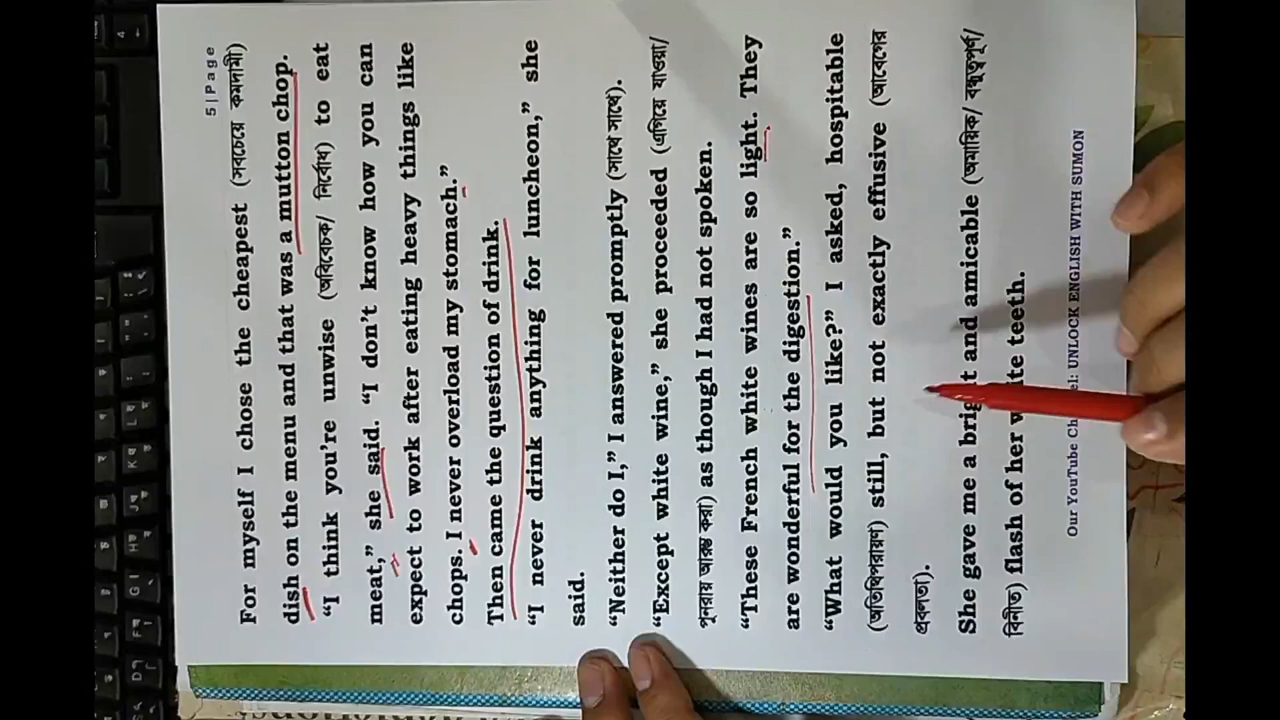 5 | Page
For myself I chose the cheapest (সবচেয়ে কমদামী)
dish on the menu and that was a mutton chop.
“I think you’re unwise (অবিবেচক/ নির্বোধ) to eat
meat,” she said. “I don’t know how you can
expect to work after eating heavy things like
chops. I never overload my stomach.”
Then came the question of drink.
“I never drink anything for luncheon,” she
said.
“Neither do I,” I answered promptly (সাথে সাথে).
“Except white wine,” she proceeded (এগিয়ে যাওয়া/
পুনরায় আরম্ভ করা) as though I had not spoken.
“These French white wines are so light. They
are wonderful for the digestion.”
“What would you like?” I asked, hospitable
(অতিথিপরায়ণ) still, but not exactly effusive (আবেগের
প্রবলতা).
She gave me a bright and amicable (অমায়িক/ বন্ধুত্বপূর্ণ/
বিনীত) flash of her white teeth.
Our YouTube Channel: UNLOCK ENGLISH WITH SUMON